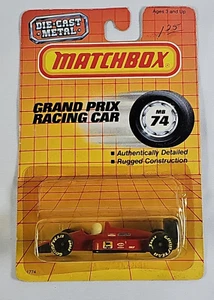 Ages 3 and Up
DIE-CAST
METAL
1.25
MATCHBOX
GRAND PRIX
RACING CAR
MB
74
• Authentically Detailed
• Rugged Construction